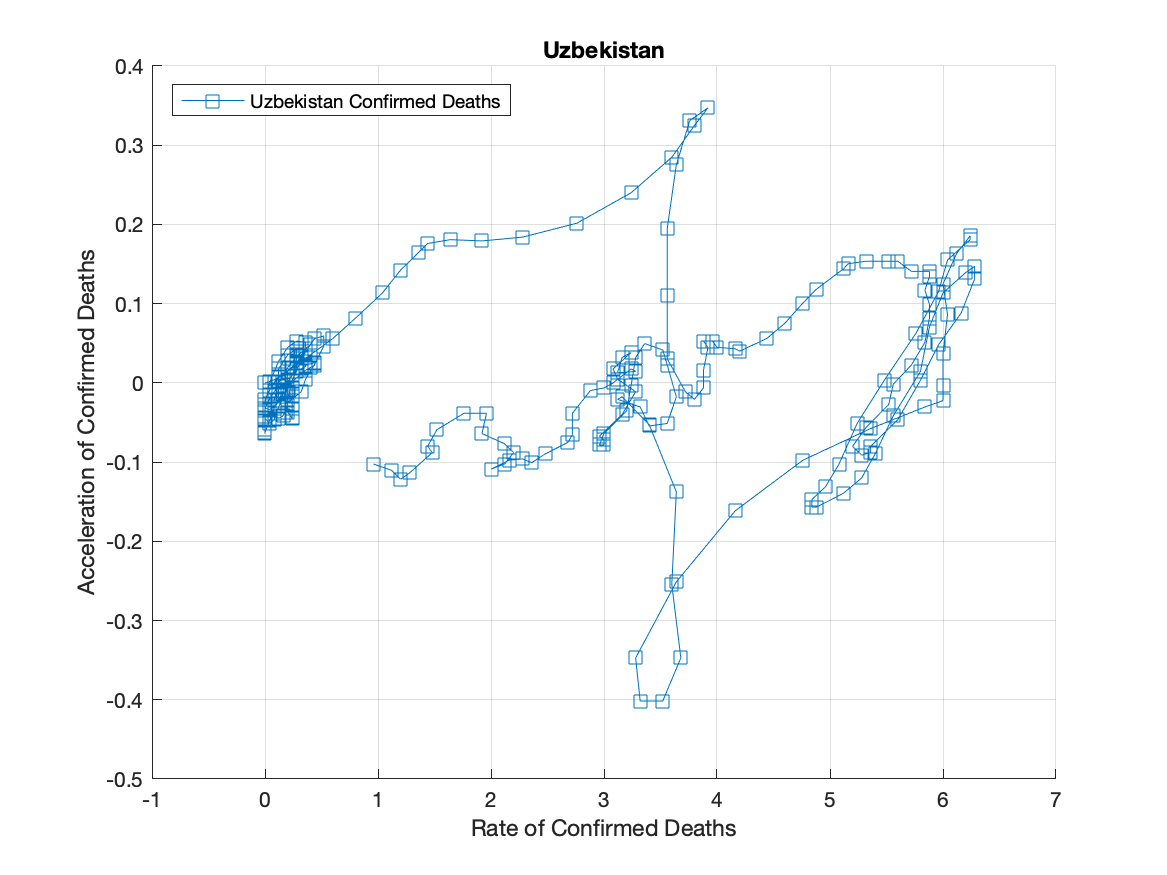 Uzbekistan
Uzbekistan Confirmed Deaths
0.4
0.3
0.2
0.1
0
-0.1
-0.2
-0.3
-0.4
-0.5
Acceleration of Confirmed Deaths
-1 0 1 2 3 4 5 6 7
Rate of Confirmed Deaths